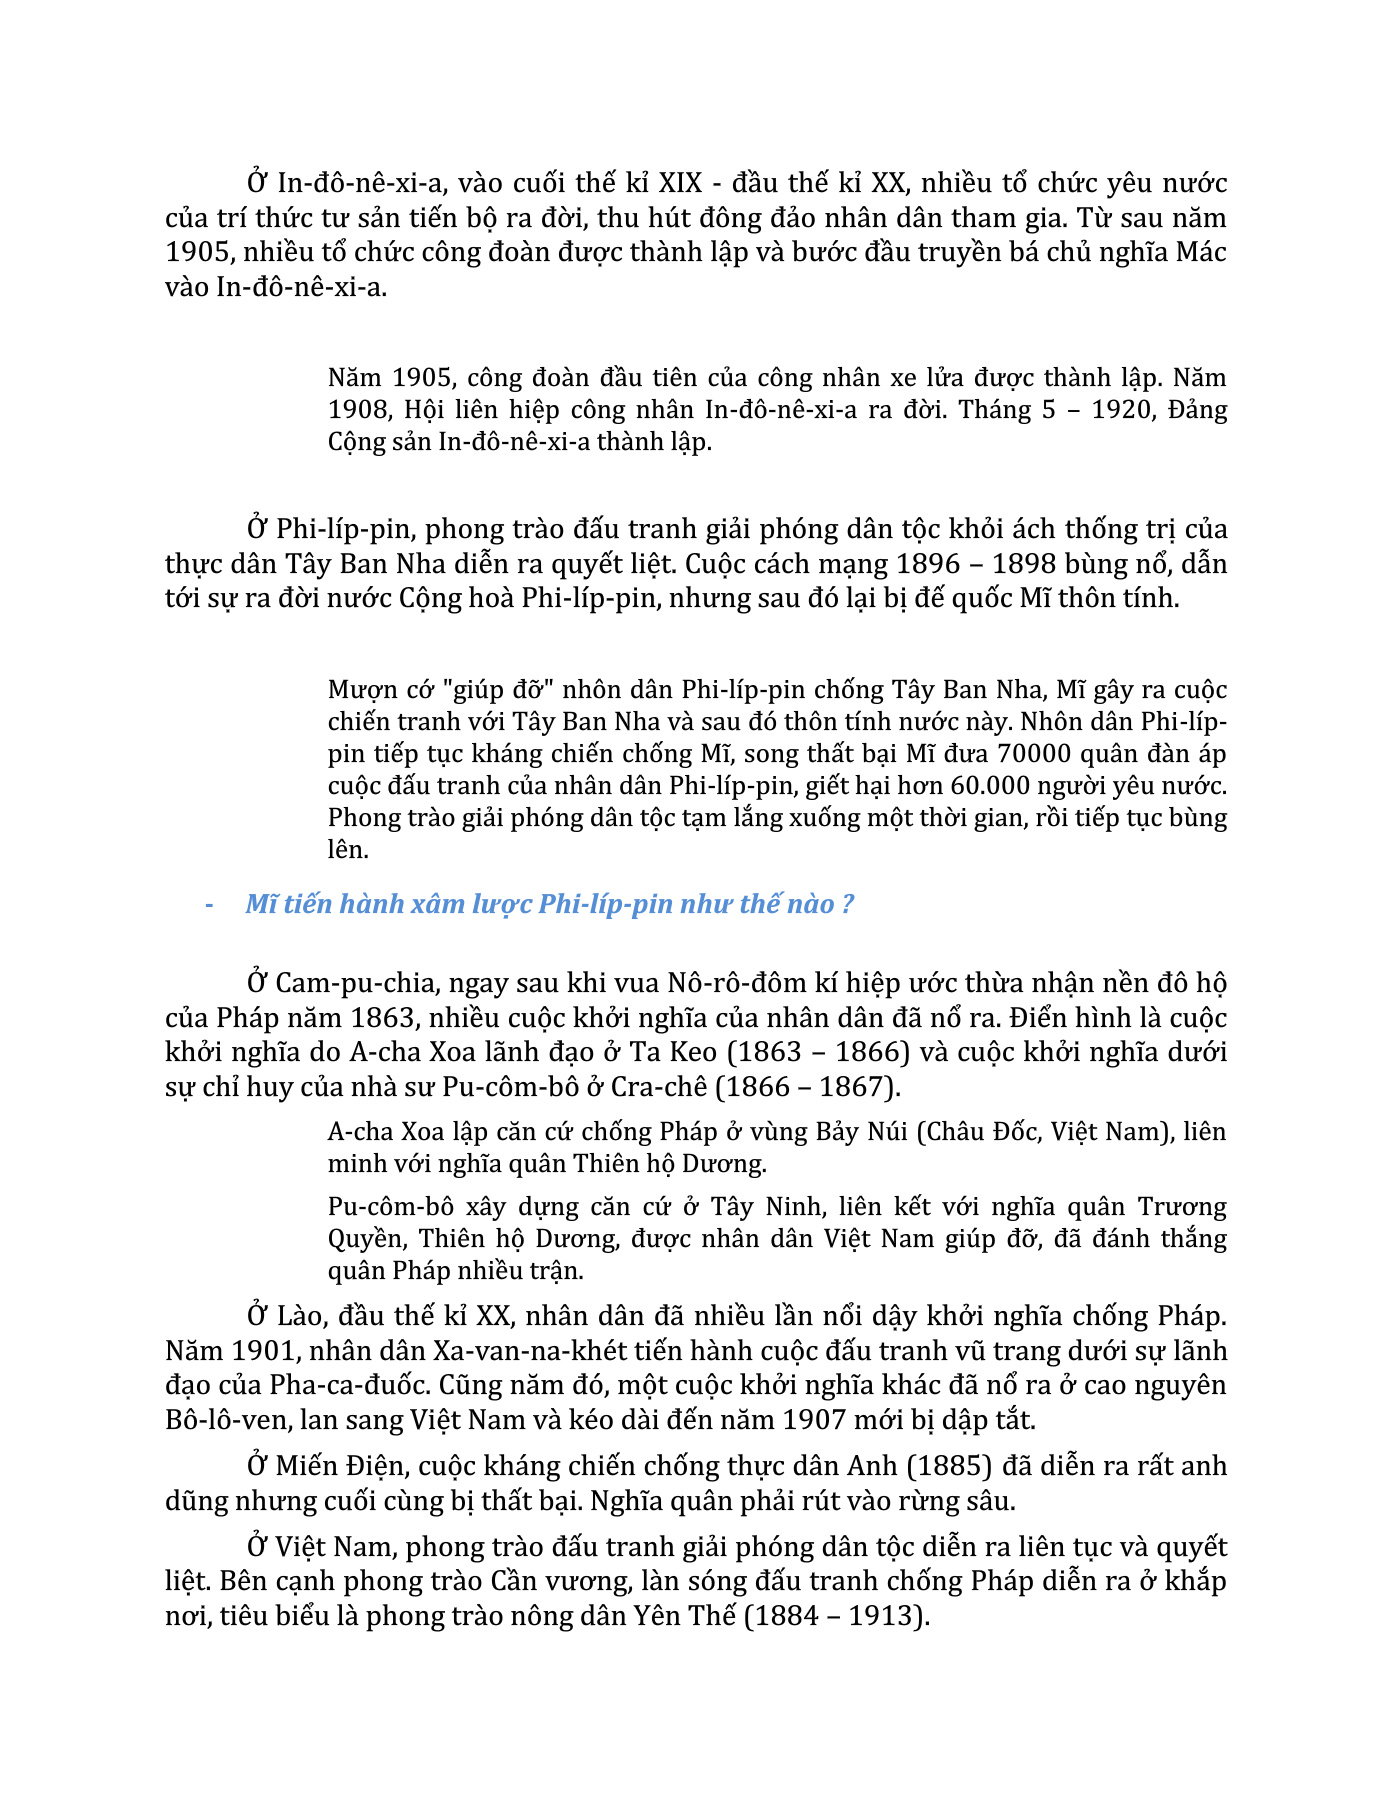 Ở In-đô-nê-xi-a, vào cuối thế kỉ XIX - đầu thế kỉ XX, nhiều tổ chức yêu nước
của trí thức tư sản tiến bộ ra đời, thu hút đông đảo nhân dân tham gia. Từ sau năm
1905, nhiều tổ chức công đoàn được thành lập và bước đầu truyền bá chủ nghĩa Mác
vào In-đô-nê-xi-a.
Năm 1905, công đoàn đầu tiên của công nhân xe lửa được thành lập. Năm
1908, Hội liên hiệp công nhân In-đô-nê-xi-a ra đời. Tháng 5 – 1920, Đảng
Cộng sản In-đô-nê-xi-a thành lập.
Ở Phi-líp-pin, phong trào đấu tranh giải phóng dân tộc khỏi ách thống trị của
thực dân Tây Ban Nha diễn ra quyết liệt. Cuộc cách mạng 1896 – 1898 bùng nổ, dẫn
tới sự ra đời nước Cộng hoà Phi-líp-pin, nhưng sau đó lại bị đế quốc Mĩ thôn tính.
Mượn cớ "giúp đỡ" nhôn dân Phi-líp-pin chống Tây Ban Nha, Mĩ gây ra cuộc
chiến tranh với Tây Ban Nha và sau đó thôn tính nước này. Nhôn dân Phi-líp-
pin tiếp tục kháng chiến chống Mĩ, song thất bại Mĩ đưa 70000 quân đàn áp
cuộc đấu tranh của nhân dân Phi-líp-pin, giết hại hơn 60.000 người yêu nước.
Phong trào giải phóng dân tộc tạm lắng xuống một thời gian, rồi tiếp tục bùng
lên.
- Mĩ tiến hành xâm lược Phi-líp-pin như thế nào ?
Ở Cam-pu-chia, ngay sau khi vua Nô-rô-đôm kí hiệp ước thừa nhận nền đô hộ
của Pháp năm 1863, nhiều cuộc khởi nghĩa của nhân dân đã nổ ra. Điển hình là cuộc
khởi nghĩa do A-cha Xoa lãnh đạo ở Ta Keo (1863 – 1866) và cuộc khởi nghĩa dưới
sự chỉ huy của nhà sư Pu-côm-bô ở Cra-chê (1866 – 1867).
A-cha Xoa lập căn cứ chống Pháp ở vùng Bảy Núi (Châu Đốc, Việt Nam), liên
minh với nghĩa quân Thiên hộ Dương.
Pu-côm-bô xây dựng căn cứ ở Tây Ninh, liên kết với nghĩa quân Trương
Quyền, Thiên hộ Dương, được nhân dân Việt Nam giúp đỡ, đã đánh thắng
quân Pháp nhiều trận.
Ở Lào, đầu thế kỉ XX, nhân dân đã nhiều lần nổi dậy khởi nghĩa chống Pháp.
Năm 1901, nhân dân Xa-van-na-khét tiến hành cuộc đấu tranh vũ trang dưới sự lãnh
đạo của Pha-ca-đuốc. Cũng năm đó, một cuộc khởi nghĩa khác đã nổ ra ở cao nguyên
Bô-lô-ven, lan sang Việt Nam và kéo dài đến năm 1907 mới bị dập tắt.
Ở Miến Điện, cuộc kháng chiến chống thực dân Anh (1885) đã diễn ra rất anh
dũng nhưng cuối cùng bị thất bại. Nghĩa quân phải rút vào rừng sâu.
Ở Việt Nam, phong trào đấu tranh giải phóng dân tộc diễn ra liên tục và quyết
liệt. Bên cạnh phong trào Cần vương, làn sóng đấu tranh chống Pháp diễn ra ở khắp
nơi, tiêu biểu là phong trào nông dân Yên Thế (1884 – 1913).